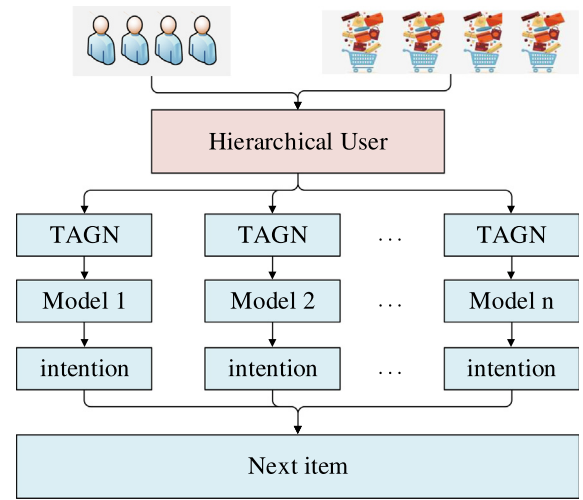 Hierarchical User
TAGN TAGN ... TAGN
Model 1 Model 2 ... Model n
intention intention ... intention
Next item